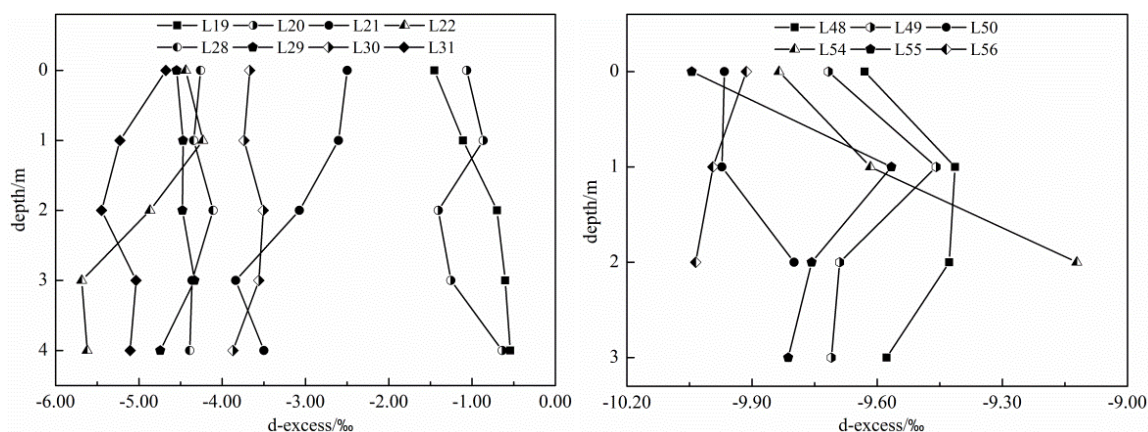 L19 L20 L21 L22
L28 L29 L30 L31
0
1
2
3
4
depth/m
-6.00 -5.00 -4.00 -3.00 -2.00 -1.00 0.00
d-excess/‰
L48 L49 L50
L54 L55 L56
0
1
2
3
depth/m
-10.20 -9.90 -9.60 -9.30 -9.00
d-excess/‰